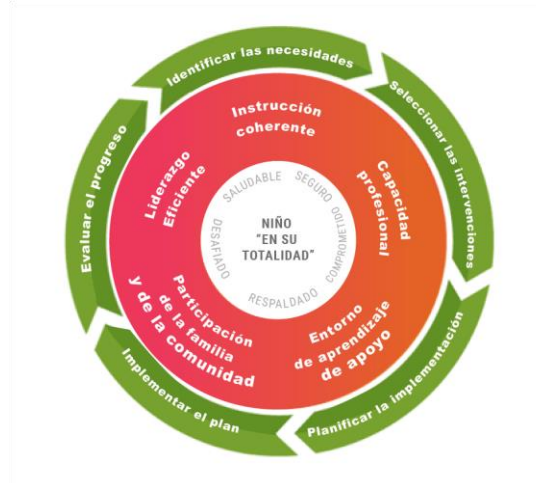 Identificar las necesidades
Seleccionar las intervenciones
Planificar la implementación
Implementar el plan
Evaluar el progreso
Instrucción
coherente
Capacidad
profesional
Entorno
de aprendizaje
de apoyo
Participación
de la familia
y de la comunidad
Liderazgo
Eficiente
SALUDABLE
SEGURO
COMPROMETIDO
RESPALDADO
DESAFIADO
NIÑO
"EN SU
TOTALIDAD"